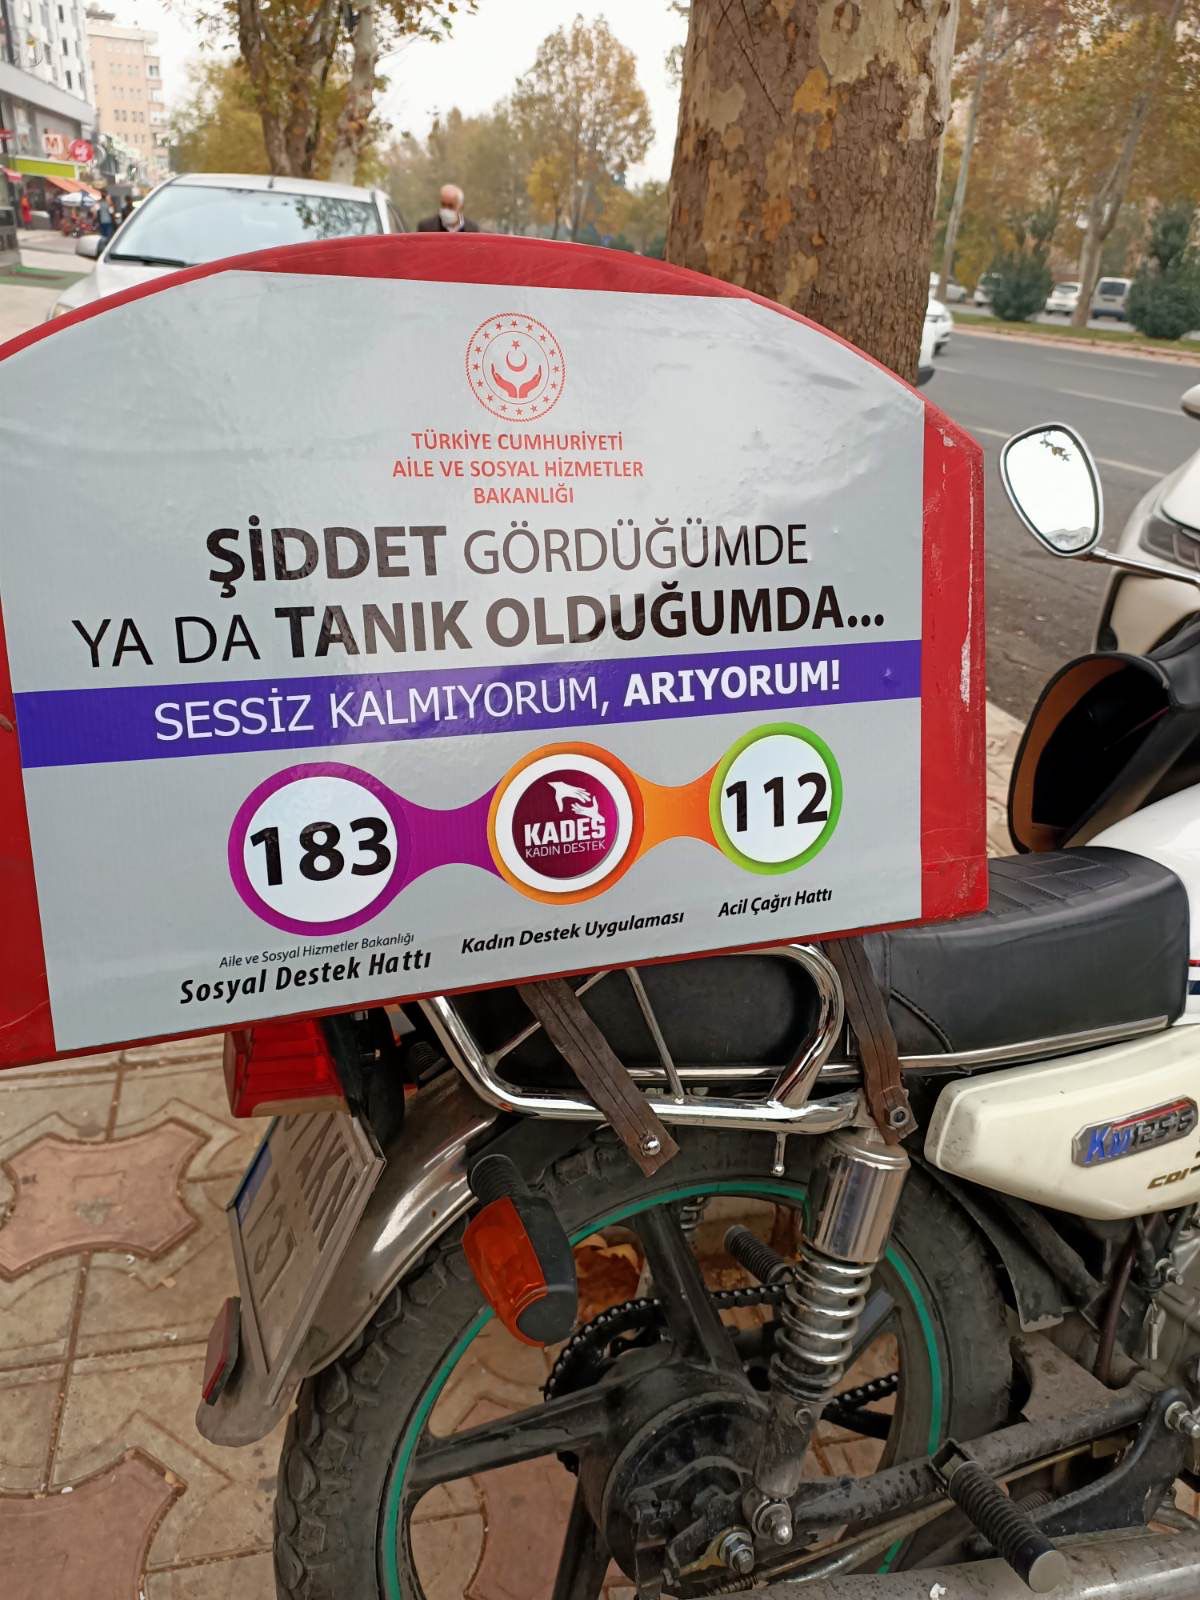 TÜRKİYE CUMHURİYETİ
AİLE VE SOSYAL HİZMETLER
BAKANLIĞI
ŞİDDET GÖRDÜĞÜMDE
YA DA TANIK OLDUĞUMDA...
SESSİZ KALMIYORUM, ARIYORUM!
183
KADES
KADIN DESTEK
112
Aile ve Sosyal Hizmetler Bakanlığı
Sosyal Destek Hattı
Kadın Destek Uygulaması
Acil Çağrı Hattı